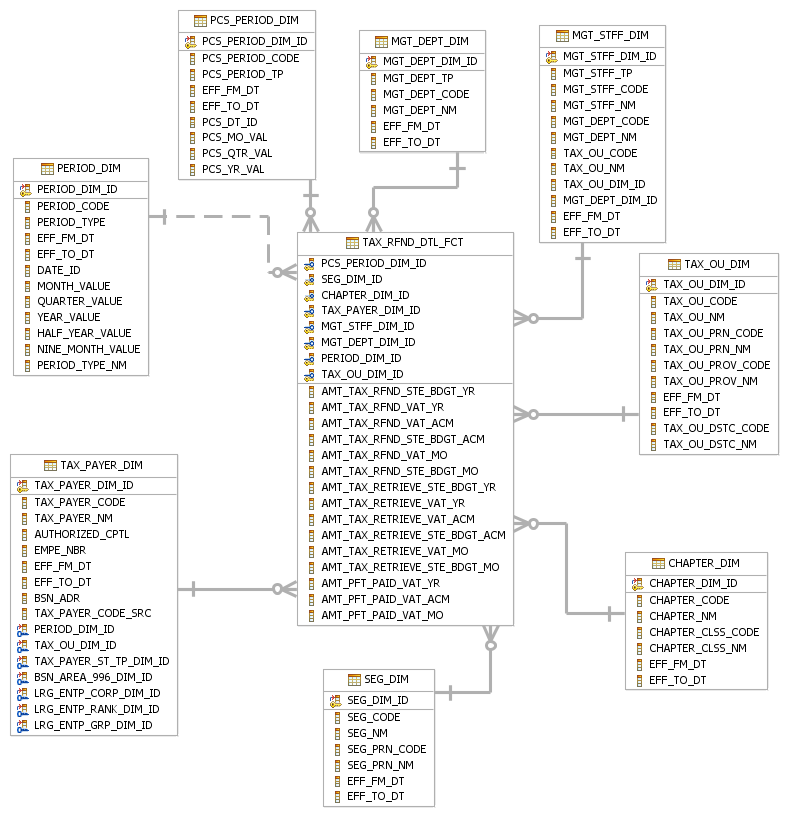 PCS_PERIOD_DIM
PCS_PERIOD_DIM_ID
PCS_PERIOD_CODE
PCS_PERIOD_TP
EFF_FM_DT
EFF_TO_DT
PCS_DT_ID
PCS_MO_VAL
PCS_QTR_VAL
PCS_YR_VAL
MGT_DEPT_DIM
MGT_DEPT_DIM_ID
MGT_DEPT_TP
MGT_DEPT_CODE
MGT_DEPT_NM
EFF_FM_DT
EFF_TO_DT
MGT_STFF_DIM
MGT_STFF_DIM_ID
MGT_STFF_TP
MGT_STFF_CODE
MGT_STFF_NM
MGT_DEPT_CODE
MGT_DEPT_NM
TAX_OU_CODE
TAX_OU_NM
TAX_OU_DIM_ID
MGT_DEPT_DIM_ID
EFF_FM_DT
EFF_TO_DT
PERIOD_DIM
PERIOD_DIM_ID
PERIOD_CODE
PERIOD_TYPE
EFF_FM_DT
EFF_TO_DT
DATE_ID
MONTH_VALUE
QUARTER_VALUE
YEAR_VALUE
HALF_YEAR_VALUE
NINE_MONTH_VALUE
PERIOD_TYPE_NM
TAX_RFND_DTL_FCT
PCS_PERIOD_DIM_ID
SEG_DIM_ID
CHAPTER_DIM_ID
TAX_PAYER_DIM_ID
MGT_STFF_DIM_ID
MGT_DEPT_DIM_ID
PERIOD_DIM_ID
TAX_OU_DIM_ID
AMT_TAX_RFND_STE_BDGT_YR
AMT_TAX_RFND_VAT_YR
AMT_TAX_RFND_VAT_ACM
AMT_TAX_RFND_STE_BDGT_ACM
AMT_TAX_RFND_VAT_MO
AMT_TAX_RFND_STE_BDGT_MO
AMT_TAX_RETRIEVE_STE_BDGT_YR
AMT_TAX_RETRIEVE_VAT_YR
AMT_TAX_RETRIEVE_VAT_ACM
AMT_TAX_RETRIEVE_STE_BDGT_ACM
AMT_TAX_RETRIEVE_VAT_MO
AMT_TAX_RETRIEVE_STE_BDGT_MO
AMT_PFT_PAID_VAT_YR
AMT_PFT_PAID_VAT_ACM
AMT_PFT_PAID_VAT_MO
TAX_OU_DIM
TAX_OU_DIM_ID
TAX_OU_CODE
TAX_OU_NM
TAX_OU_PRN_CODE
TAX_OU_PRN_NM
TAX_OU_PROV_CODE
TAX_OU_PROV_NM
EFF_FM_DT
EFF_TO_DT
TAX_OU_DSTC_CODE
TAX_OU_DSTC_NM
TAX_PAYER_DIM
TAX_PAYER_DIM_ID
TAX_PAYER_CODE
TAX_PAYER_NM
AUTHORIZED_CPTL
EMPE_NBR
EFF_FM_DT
EFF_TO_DT
BSN_ADR
TAX_PAYER_CODE_SRC
PERIOD_DIM_ID
TAX_OU_DIM_ID
TAX_PAYER_ST_TP_DIM_ID
BSN_AREA_996_DIM_ID
LRG_ENTP_CORP_DIM_ID
LRG_ENTP_RANK_DIM_ID
LRG_ENTP_GRP_DIM_ID
CHAPTER_DIM
CHAPTER_DIM_ID
CHAPTER_CODE
CHAPTER_NM
CHAPTER_CLSS_CODE
CHAPTER_CLSS_NM
EFF_FM_DT
EFF_TO_DT
SEG_DIM
SEG_DIM_ID
SEG_CODE
SEG_NM
SEG_PRN_CODE
SEG_PRN_NM
EFF_FM_DT
EFF_TO_DT